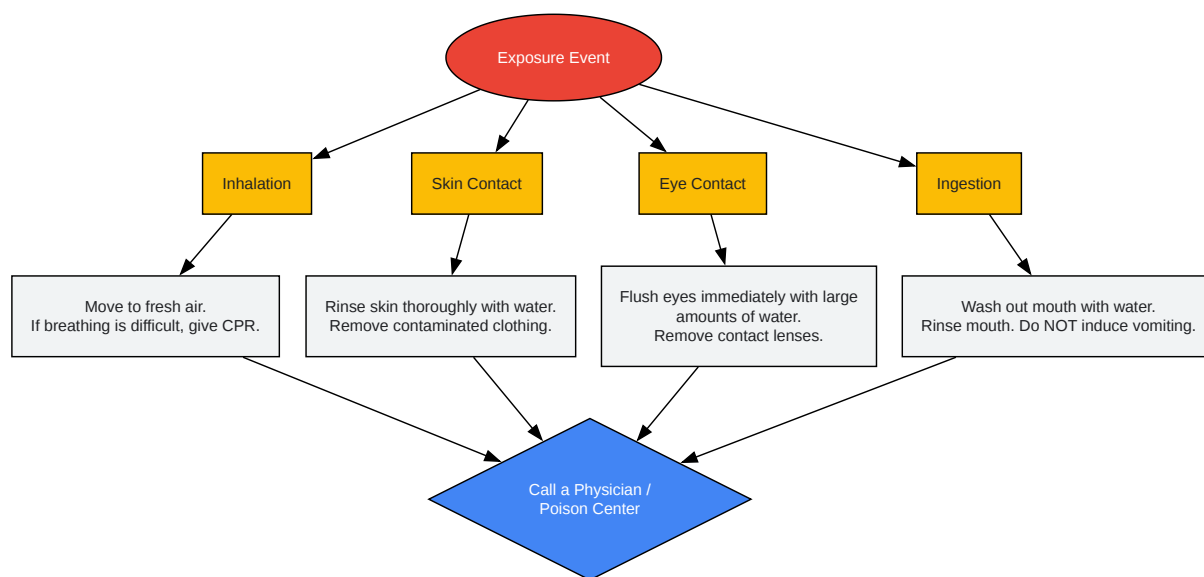 Exposure Event
Inhalation
Skin Contact
Eye Contact
Ingestion
Move to fresh air.
If breathing is difficult, give CPR.
Rinse skin thoroughly with water.
Remove contaminated clothing.
Flush eyes immediately with large
amounts of water.
Remove contact lenses.
Wash out mouth with water.
Rinse mouth. Do NOT induce vomiting.
Call a Physician /
Poison Center